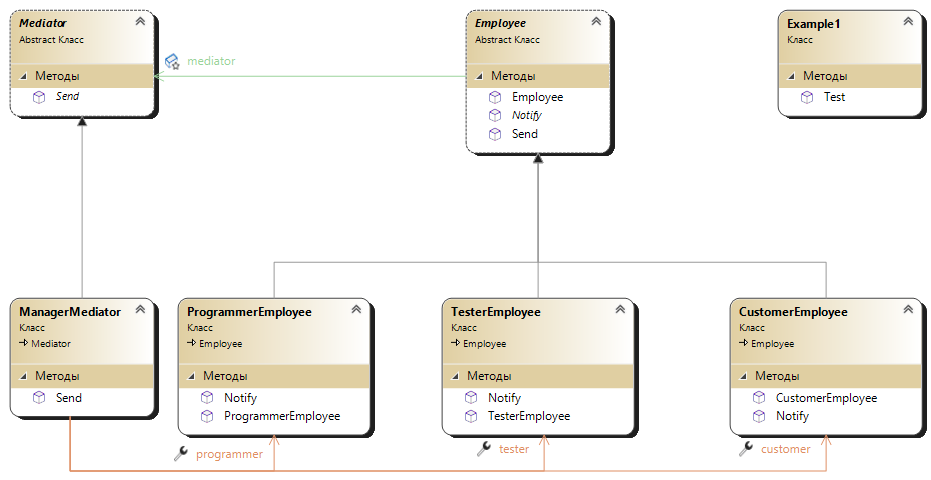 Mediator
Abstract Класс
Методы
Send
mediator
Employee
Abstract Класс
Методы
Employee
Notify
Send
Example1
Класс
Методы
Test
ManagerMediator
Класс
Mediator
Методы
Send
ProgrammerEmployee
Класс
Employee
Методы
Notify
ProgrammerEmployee
TesterEmployee
Класс
Employee
Методы
Notify
TesterEmployee
CustomerEmployee
Класс
Employee
Методы
CustomerEmployee
Notify
programmer
tester
customer